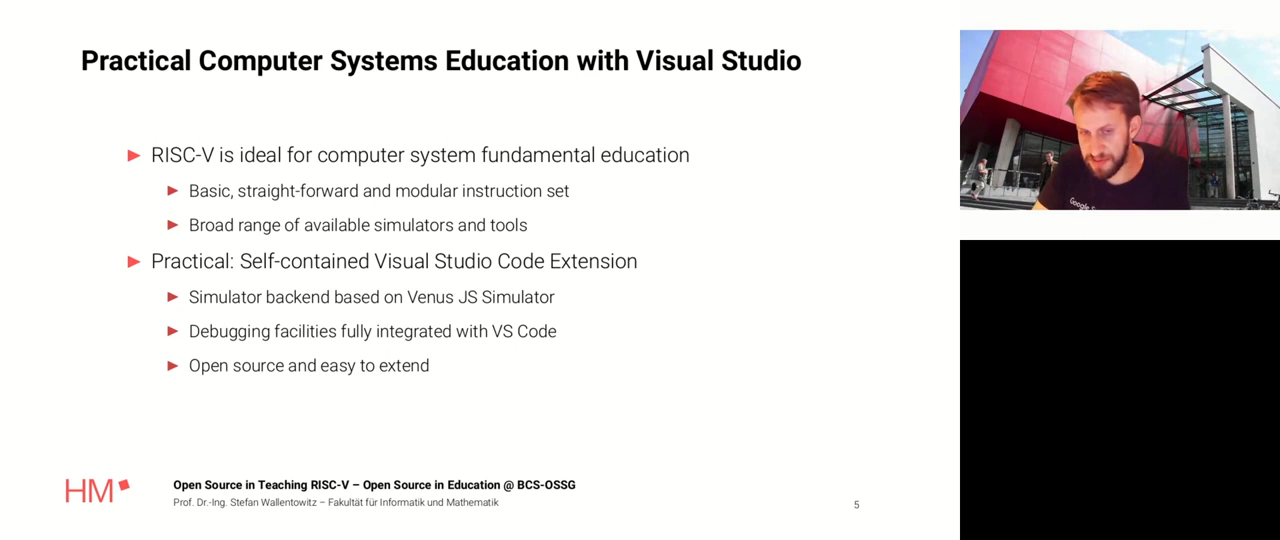 Practical Computer Systems Education with Visual Studio
RISC-V is ideal for computer system fundamental education
Basic, straight-forward and modular instruction set
Broad range of available simulators and tools
Practical: Self-contained Visual Studio Code Extension
Simulator backend based on Venus JS Simulator
Debugging facilities fully integrated with VS Code
Open source and easy to extend
HM
Open Source in Teaching RISC-V – Open Source in Education @ BCS-OSSG
Prof. Dr.-Ing. Stefan Wallentowitz – Fakultät für Informatik und Mathematik
5
Google